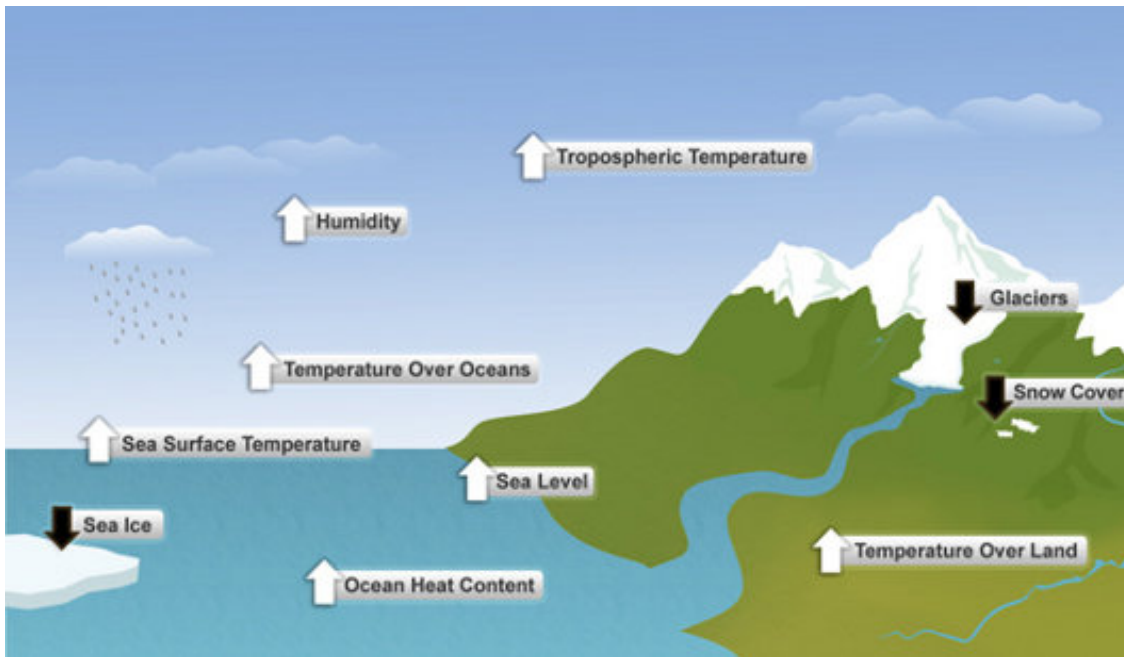 Tropospheric Temperature
Humidity
Glaciers
Temperature Over Oceans
Snow Cover
Sea Surface Temperature
Sea Level
Sea Ice
Temperature Over Land
Ocean Heat Content